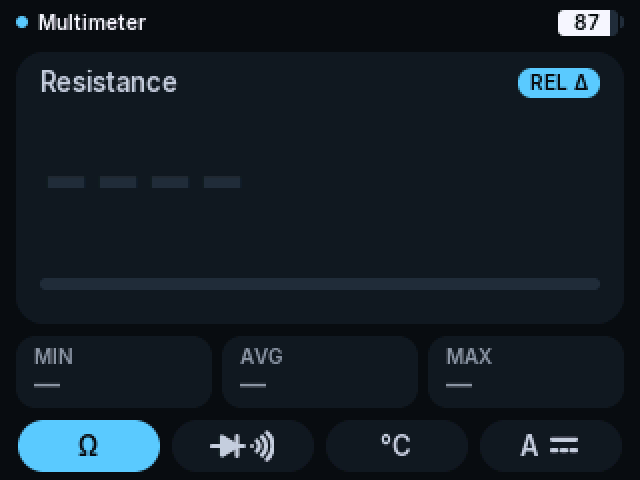 Multimeter
87
Resistance
REL Δ
----
MIN
—
AVG
—
MAX
—
Ω
°C
A